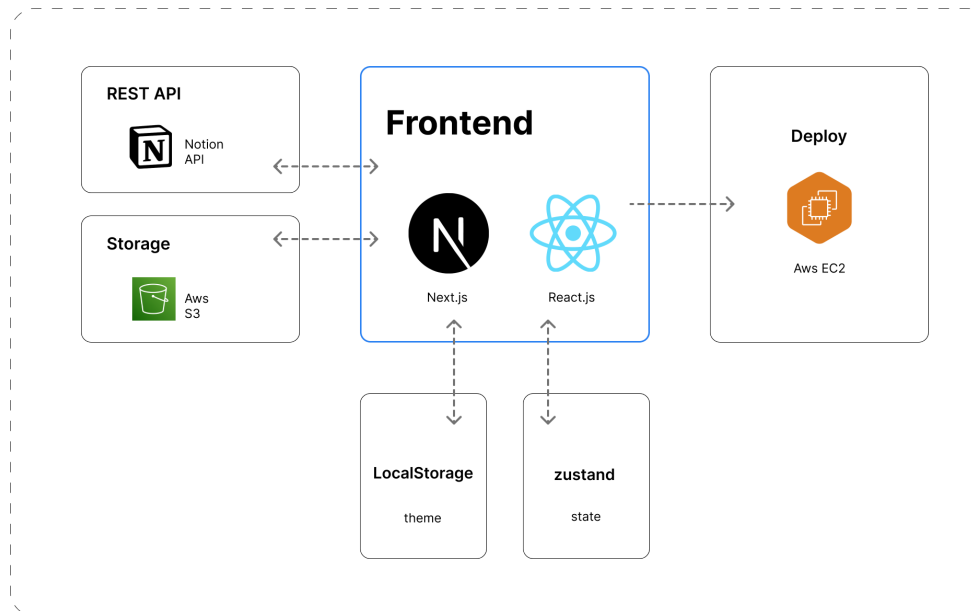 REST API
Notion
API
Storage
Aws
S3
Frontend
Next.js
React.js
Deploy
Aws EC2
LocalStorage
theme
zustand
state